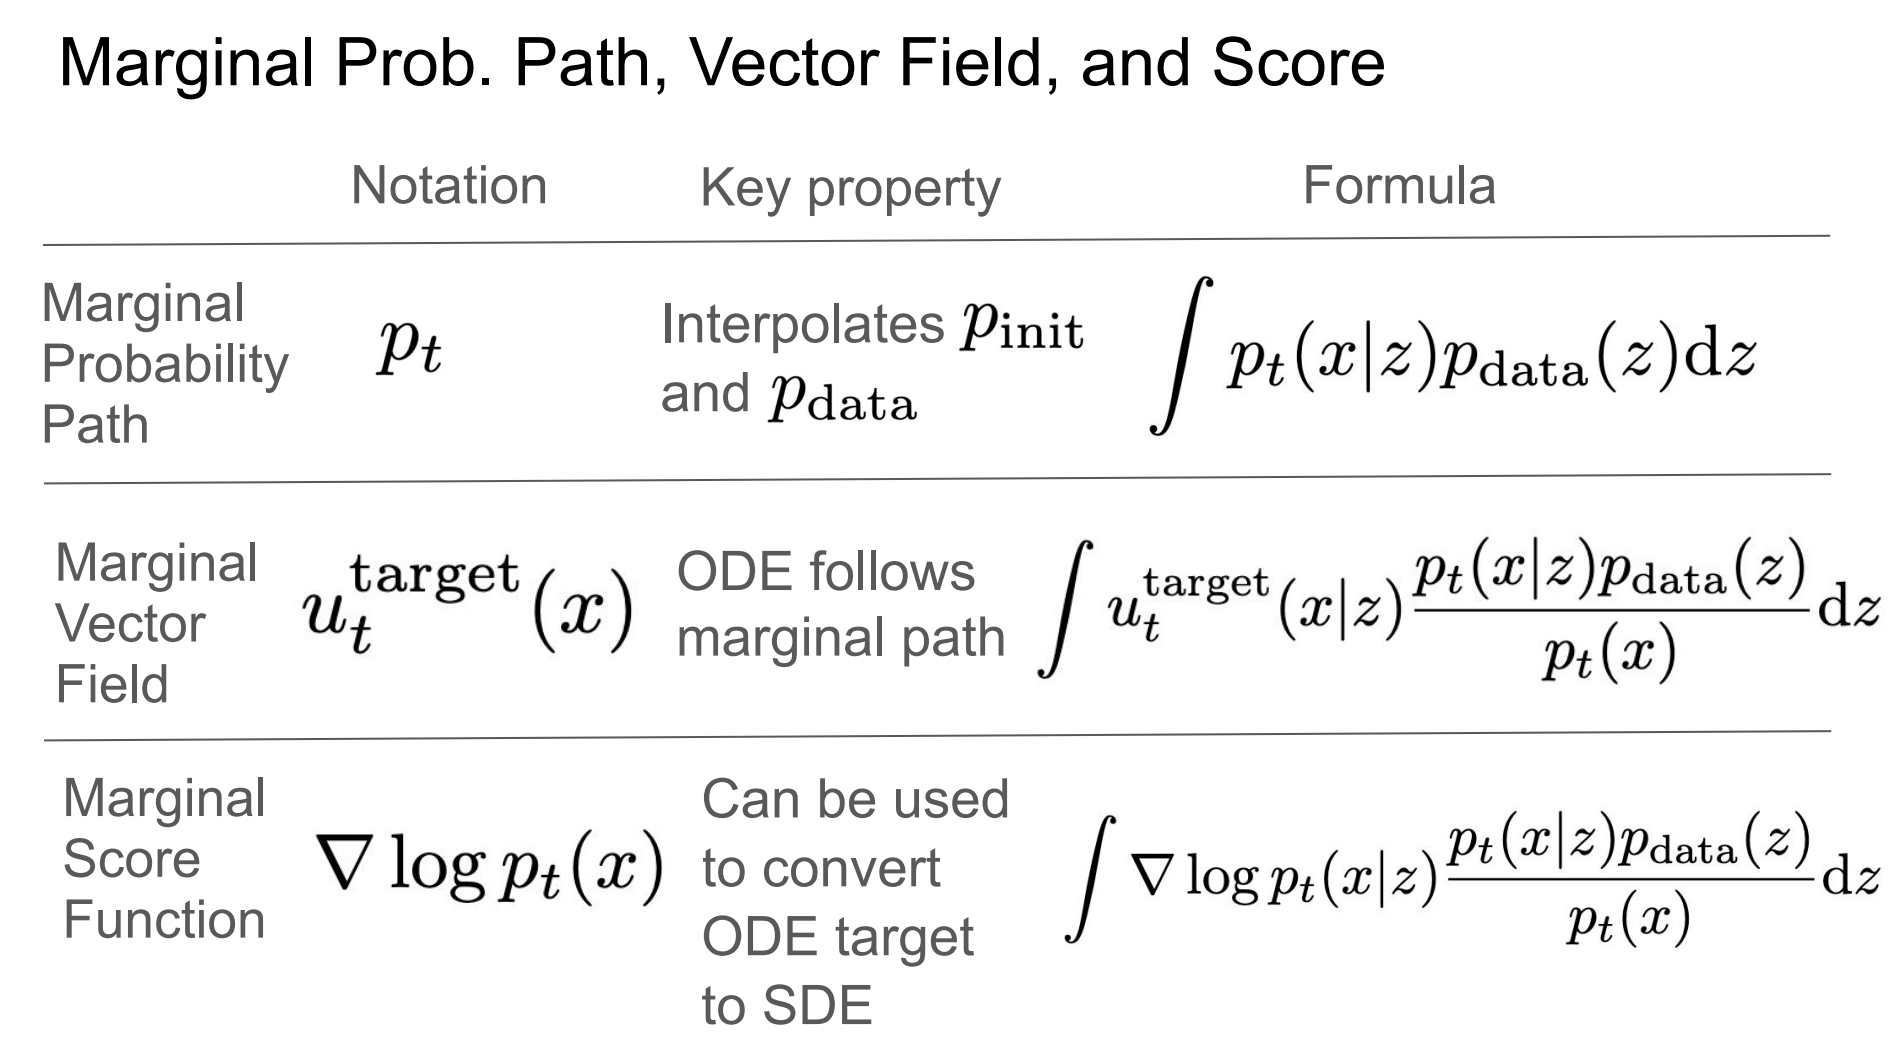 Marginal Prob. Path, Vector Field, and Score
Notation Key property Formula
Marginal
Probability
Path
$p_t$
Interpolates $p_{\text{init}}$
and $p_{\text{data}}$
$\int p_t(x|z)p_{\text{data}}(z)\mathrm{d}z$
Marginal
Vector
Field
$u_t^{\text{target}}(x)$
ODE follows
marginal path
$\int u_t^{\text{target}}(x|z)\frac{p_t(x|z)p_{\text{data}}(z)}{p_t(x)}\mathrm{d}z$
Marginal
Score
Function
$\nabla \log p_t(x)$
Can be used
to convert
ODE target
to SDE
$\int \nabla \log p_t(x|z)\frac{p_t(x|z)p_{\text{data}}(z)}{p_t(x)}\mathrm{d}z$